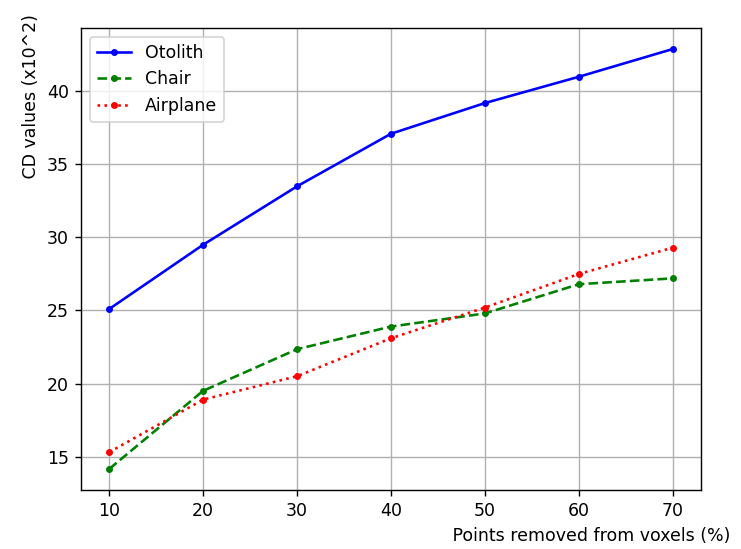 CD values (x10^2)
Otolith
Chair
Airplane
40
35
30
25
20
15
10 20 30 40 50 60 70
Points removed from voxels (%)